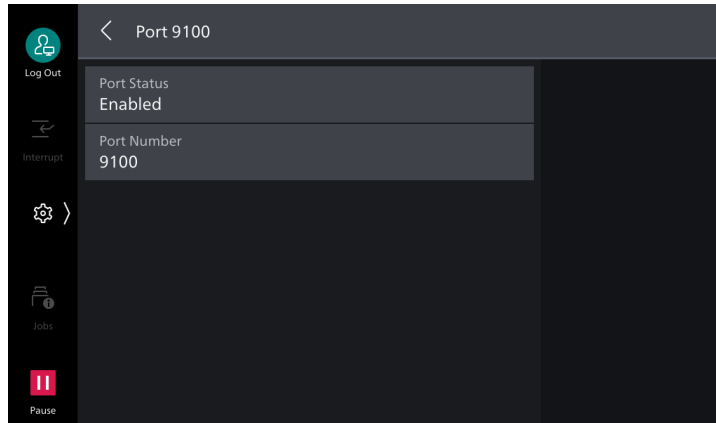 Port 9100
Log Out
Port Status
Enabled
Port Number
9100
Interrupt
Jobs
Pause